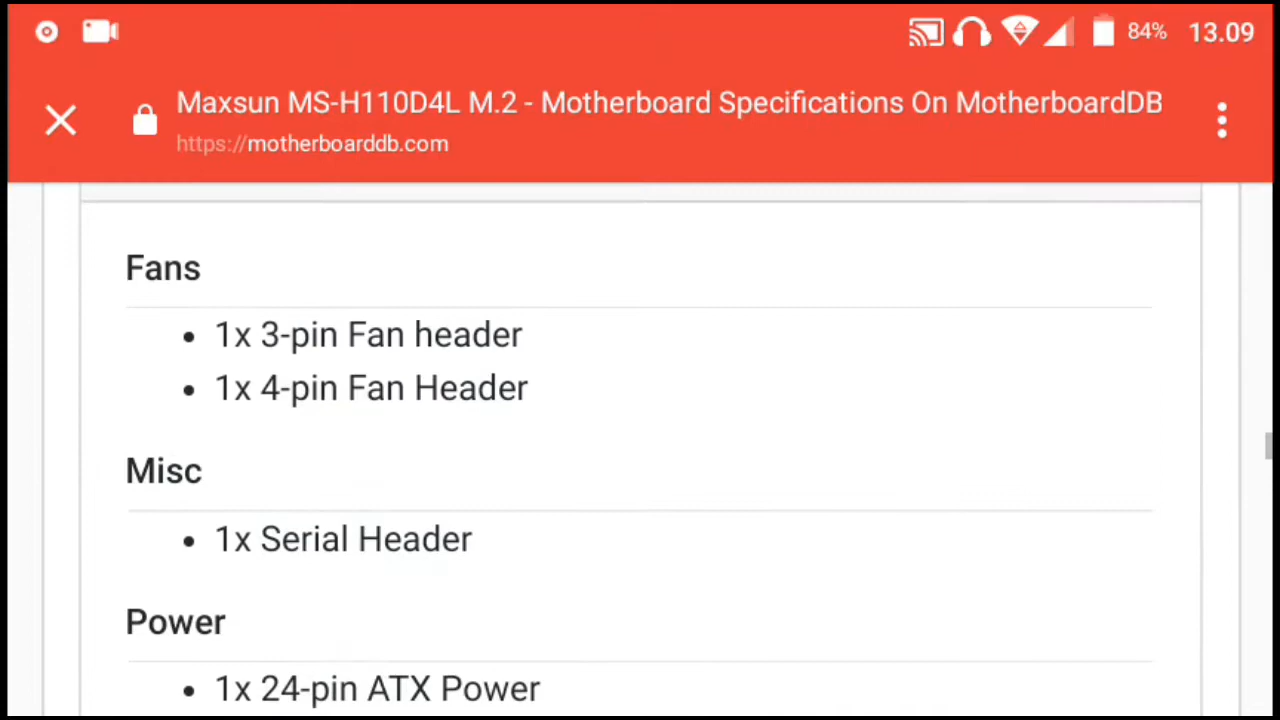 84% 13.09
Maxsun MS-H110D4L M.2 - Motherboard Specifications On MotherboardDB
https://motherboarddb.com
Fans
• 1x 3-pin Fan header
• 1x 4-pin Fan Header
Misc
• 1x Serial Header
Power
• 1x 24-pin ATX Power